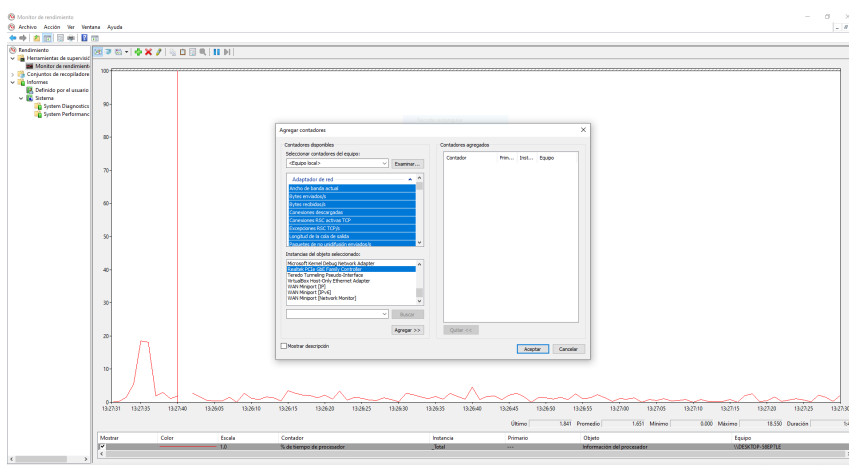 Monitor de rendimiento
Archivo Acción Ver Ventana Ayuda
Rendimiento
Herramientas de supervisió
Monitor de rendimiento
Conjuntos de recopiladore
Informes
Definido por el usuario
Sistema
System Diagnostics
System Performanc
100
90
80
70
60
50
40
30
20
10
0
13:27:31 13:27:35 13:27:40 13:26:05 13:26:10 13:26:15 13:26:20 13:26:25 13:26:30 13:26:35 13:26:40 13:26:45 13:26:50 13:26:55 13:27:00 13:27:05 13:27:10 13:27:15 13:27:20 13:27:25 13:27:30
Agregar contadores
Contadores disponibles
Seleccionar contadores del equipo:
<Equipo local>
Examinar...
Adaptador de red
Ancho de banda actual
Bytes enviados/s
Bytes recibidos/s
Conexiones descargadas
Conexiones RSC activas TCP
Excepciones RSC TCP/s
Longitud de la cola de salida
Paquetes de no unidifusión enviados/s
Instancias del objeto seleccionado:
Microsoft Kernel Debug Network Adapter
Realtek PCIe GbE Family Controller
Teredo Tunneling Pseudo-Interface
VirtualBox Host-Only Ethernet Adapter
WAN Miniport [IP]
WAN Miniport [IPv6]
WAN Miniport [Network Monitor]
Buscar
Agregar >>
Mostrar descripción
Contadores agregados
Contador Prim... Inst... Equipo
Quitar <<
Aceptar Cancelar
Último 1.841 Promedio 1.651 Mínimo 0.000 Máximo 18.550 Duración
Mostrar Color Escala Contador Instancia Primario Objeto Equipo
1,0 % de tiempo de procesador _Total --- Información del procesador